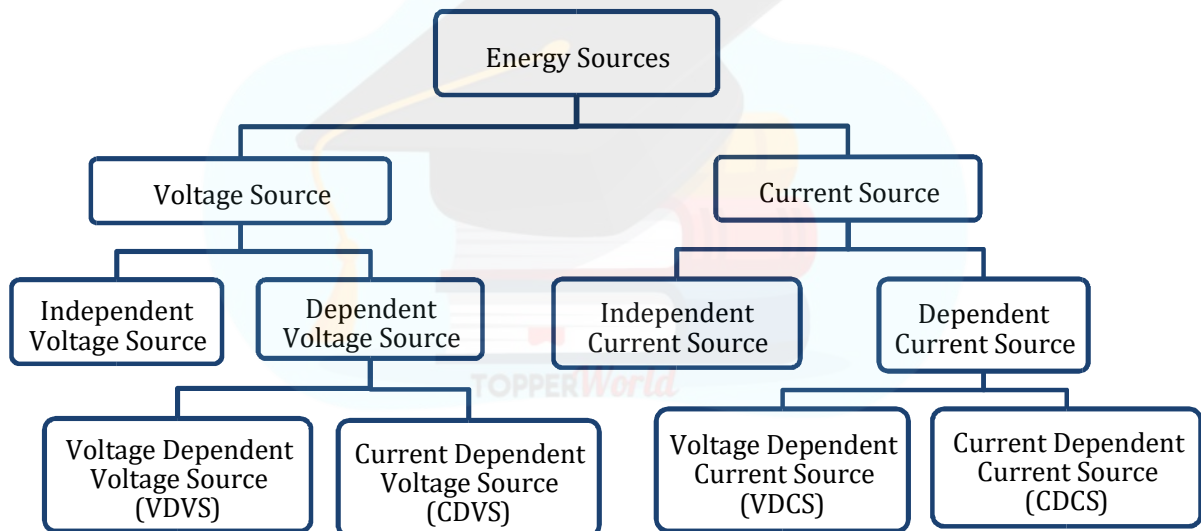 Energy Sources
Voltage Source
Current Source
Independent
Voltage Source
Dependent
Voltage Source
Independent
Current Source
Dependent
Current Source
TOPPERWorld
Voltage Dependent
Voltage Source
(VDVS)
Current Dependent
Voltage Source
(CDVS)
Voltage Dependent
Current Source
(VDCS)
Current Dependent
Current Source
(CDCS)